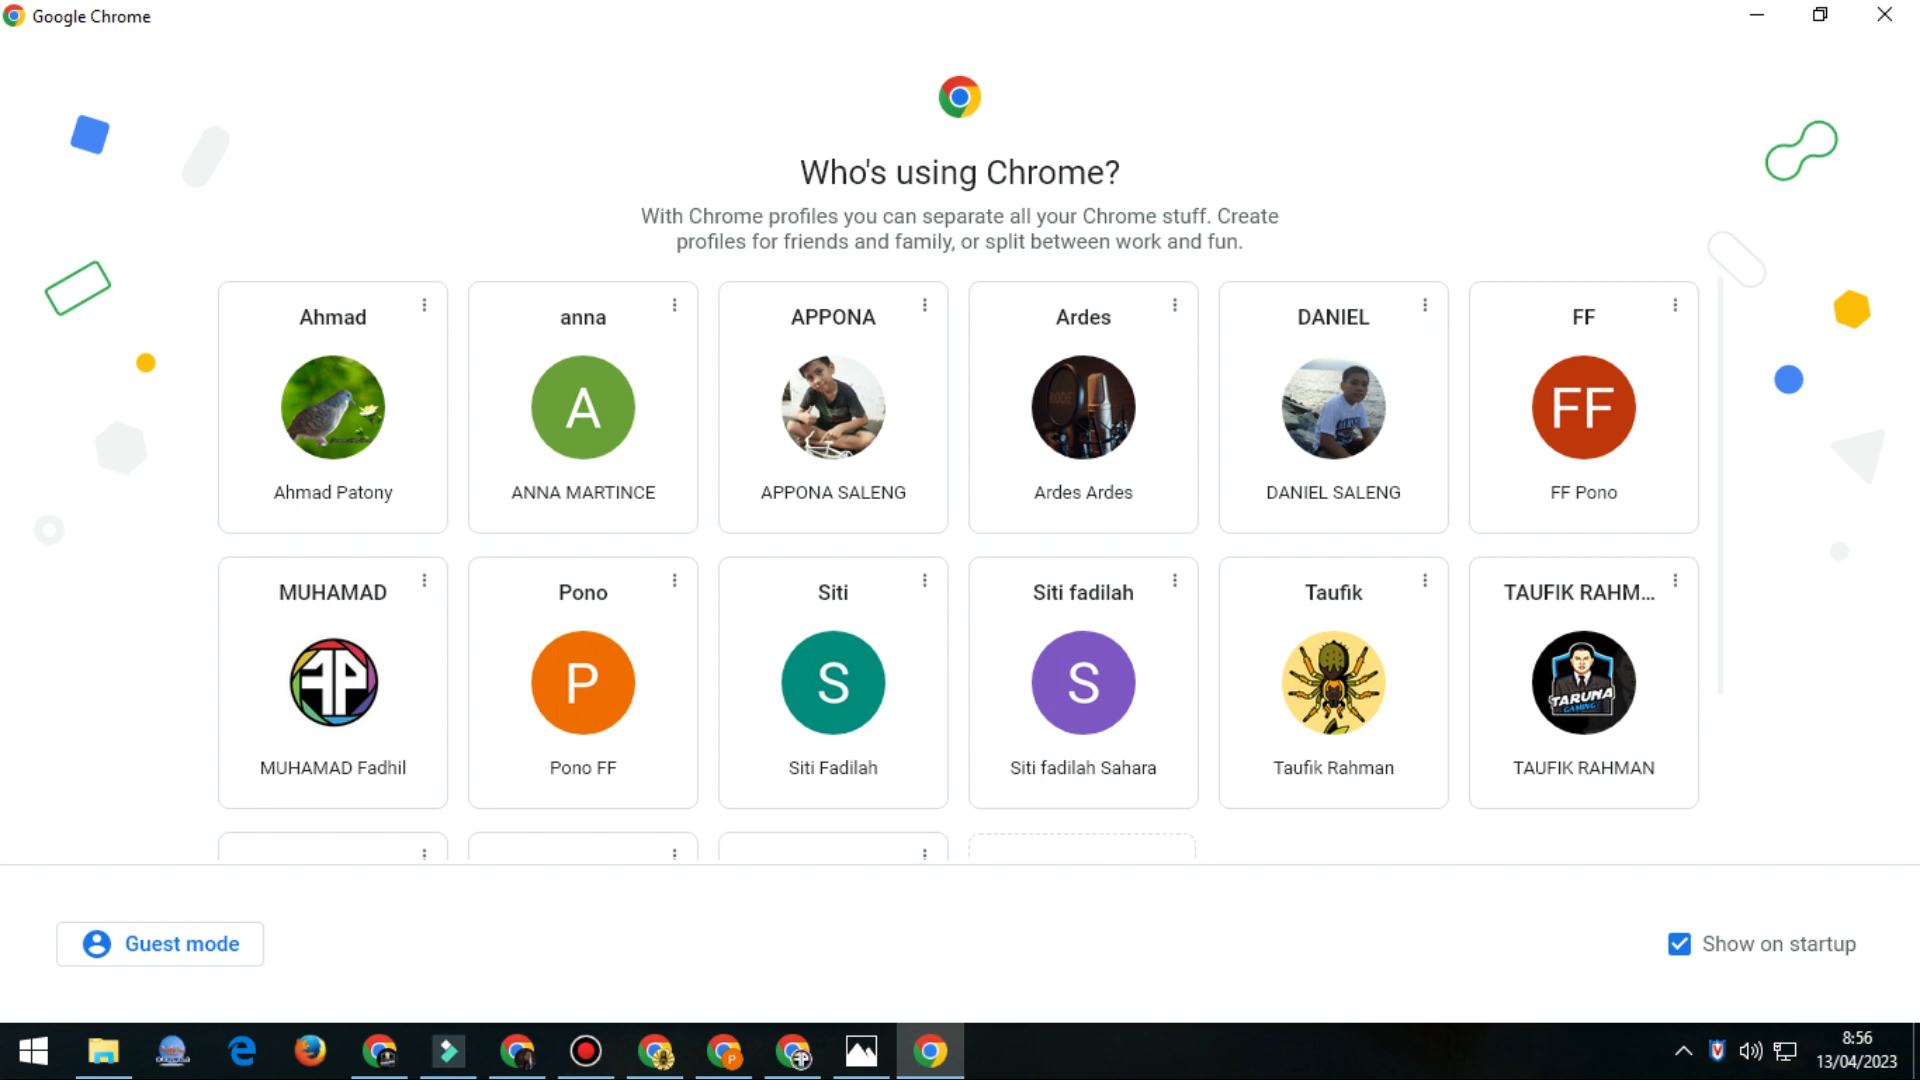 Google Chrome
Who's using Chrome?
With Chrome profiles you can separate all your Chrome stuff. Create
profiles for friends and family, or split between work and fun.
Ahmad
anna
APPONA
Ardes
DANIEL
FF
A
FF
Ahmad Patony
ANNA MARTINCE
APPONA SALENG
Ardes Ardes
DANIEL SALENG
FF Pono
MUHAMAD
Pono
Siti
Siti fadilah
Taufik
TAUFIK RAHM...
P
S
S
TARUNA
GAMING
MUHAMAD Fadhil
Pono FF
Siti Fadilah
Siti fadilah Sahara
Taufik Rahman
TAUFIK RAHMAN
Guest mode
Show on startup
P
8:56
13/04/2023